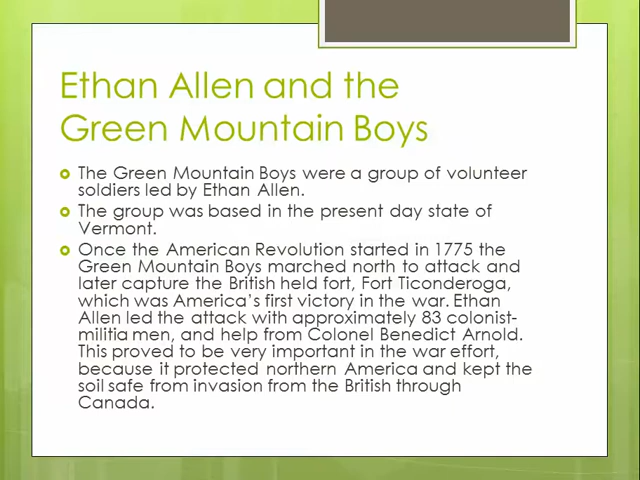 Ethan Allen and the
Green Mountain Boys
The Green Mountain Boys were a group of volunteer
soldiers led by Ethan Allen.
The group was based in the present day state of
Vermont.
Once the American Revolution started in 1775 the
Green Mountain Boys marched north to attack and
later capture the British held fort, Fort Ticonderoga,
which was America's first victory in the war. Ethan
Allen led the attack with approximately 83 colonist-
militia men, and help from Colonel Benedict Arnold.
This proved to be very important in the war effort,
because it protected northern America and kept the
soil safe from invasion from the British through
Canada.